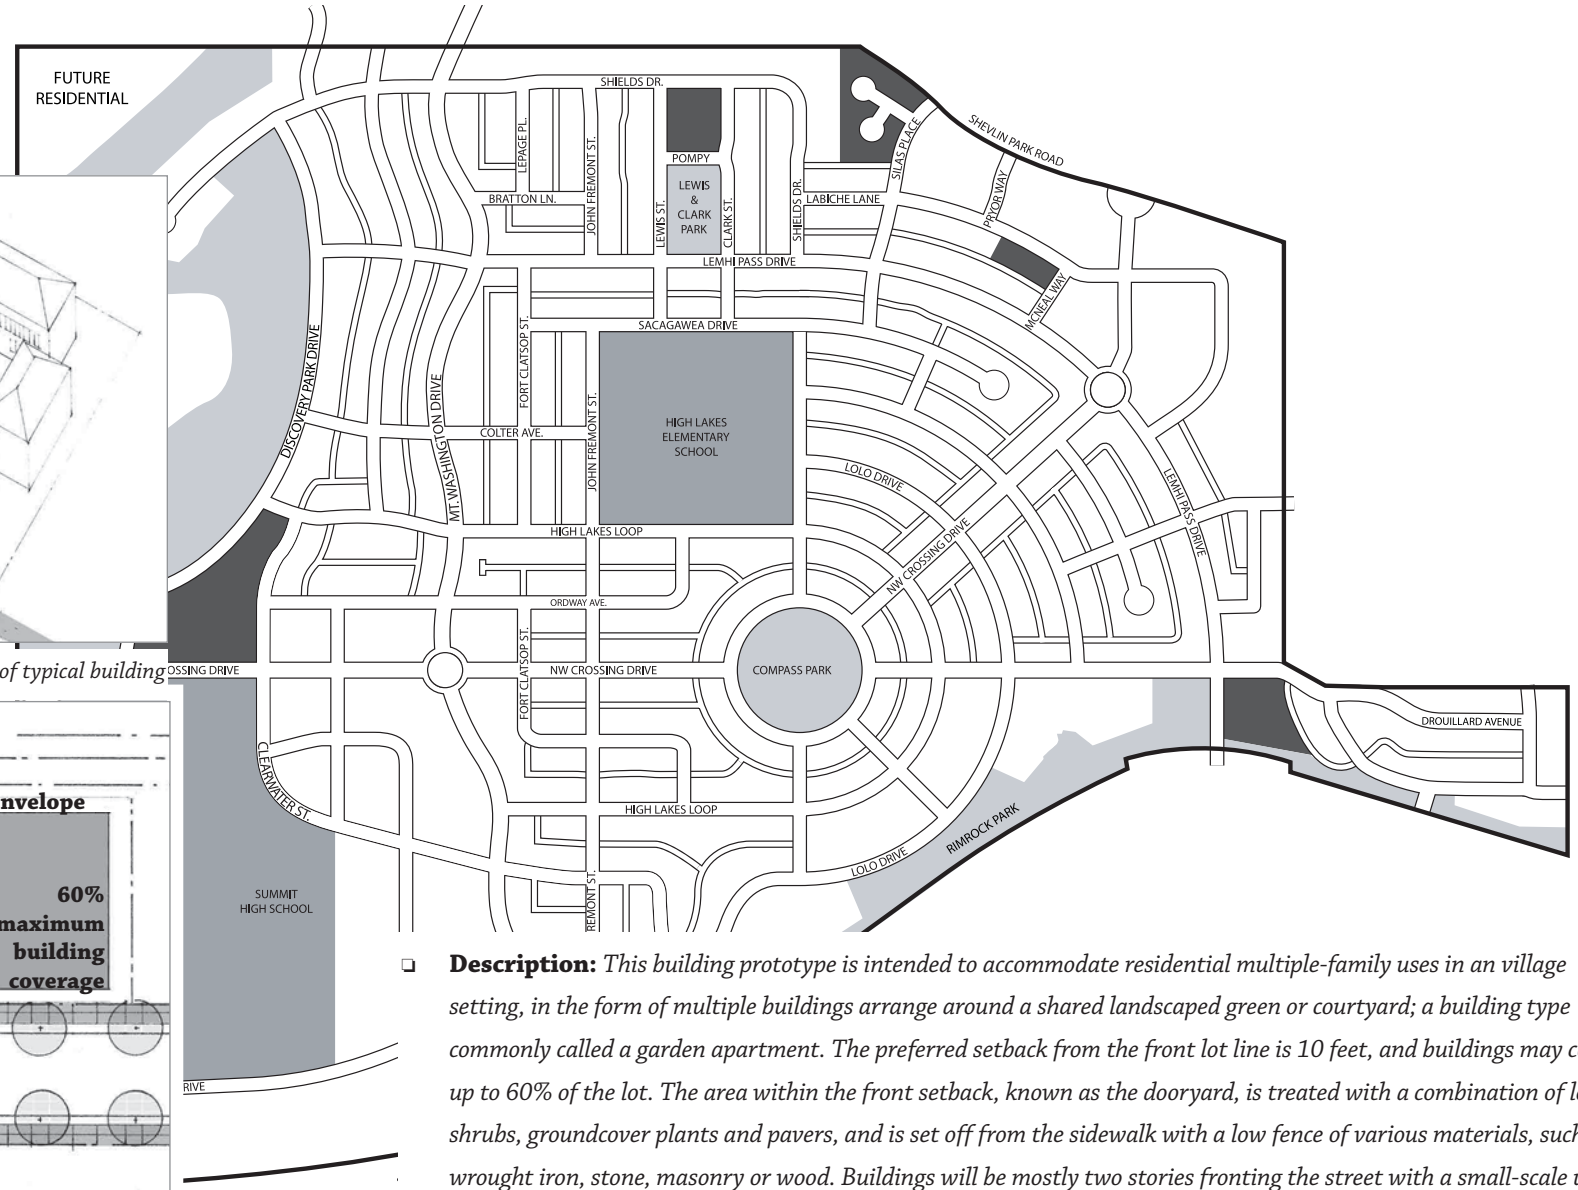 FUTURE
RESIDENTIAL
SHIELDS DR.
SHEVLIN PARK ROAD
SILAS PLACE
LEPAGE PL.
JOHN FREMONT ST.
POMPY
LEWIS
&
CLARK
PARK
LEWIS ST.
CLARK ST.
SHIELDS DR.
BRATTON LN.
LABICHE LANE
PRYOR WAY
LEMHI PASS DRIVE
MCNEAL WAY
SACAGAWEA DRIVE
FORT CLATSOP ST.
DISCOVERY PARK DRIVE
MT. WASHINGTON DRIVE
JOHN FREMONT ST.
COLTER AVE.
HIGH LAKES
ELEMENTARY
SCHOOL
LOLO DRIVE
LEMHI PASS DRIVE
NW CROSSING DRIVE
HIGH LAKES LOOP
ORDWAY AVE.
FORT CLATSOP ST.
of typical building
OSSING DRIVE
NW CROSSING DRIVE
COMPASS PARK
DROUILLARD AVENUE
CLEARWATER ST.
HIGH LAKES LOOP
RIMROCK PARK
LOLO DRIVE
nvelope
60%
maximum
building
coverage
SUMMIT
HIGH SCHOOL
REMONT ST.
RIVE
❏ Description: This building prototype is intended to accommodate residential multiple-family uses in an village
setting, in the form of multiple buildings arrange around a shared landscaped green or courtyard; a building type
commonly called a garden apartment. The preferred setback from the front lot line is 10 feet, and buildings may c
up to 60% of the lot. The area within the front setback, known as the dooryard, is treated with a combination of l
shrubs, groundcover plants and pavers, and is set off from the sidewalk with a low fence of various materials, such
wrought iron, stone, masonry or wood. Buildings will be mostly two stories fronting the street with a small-scale